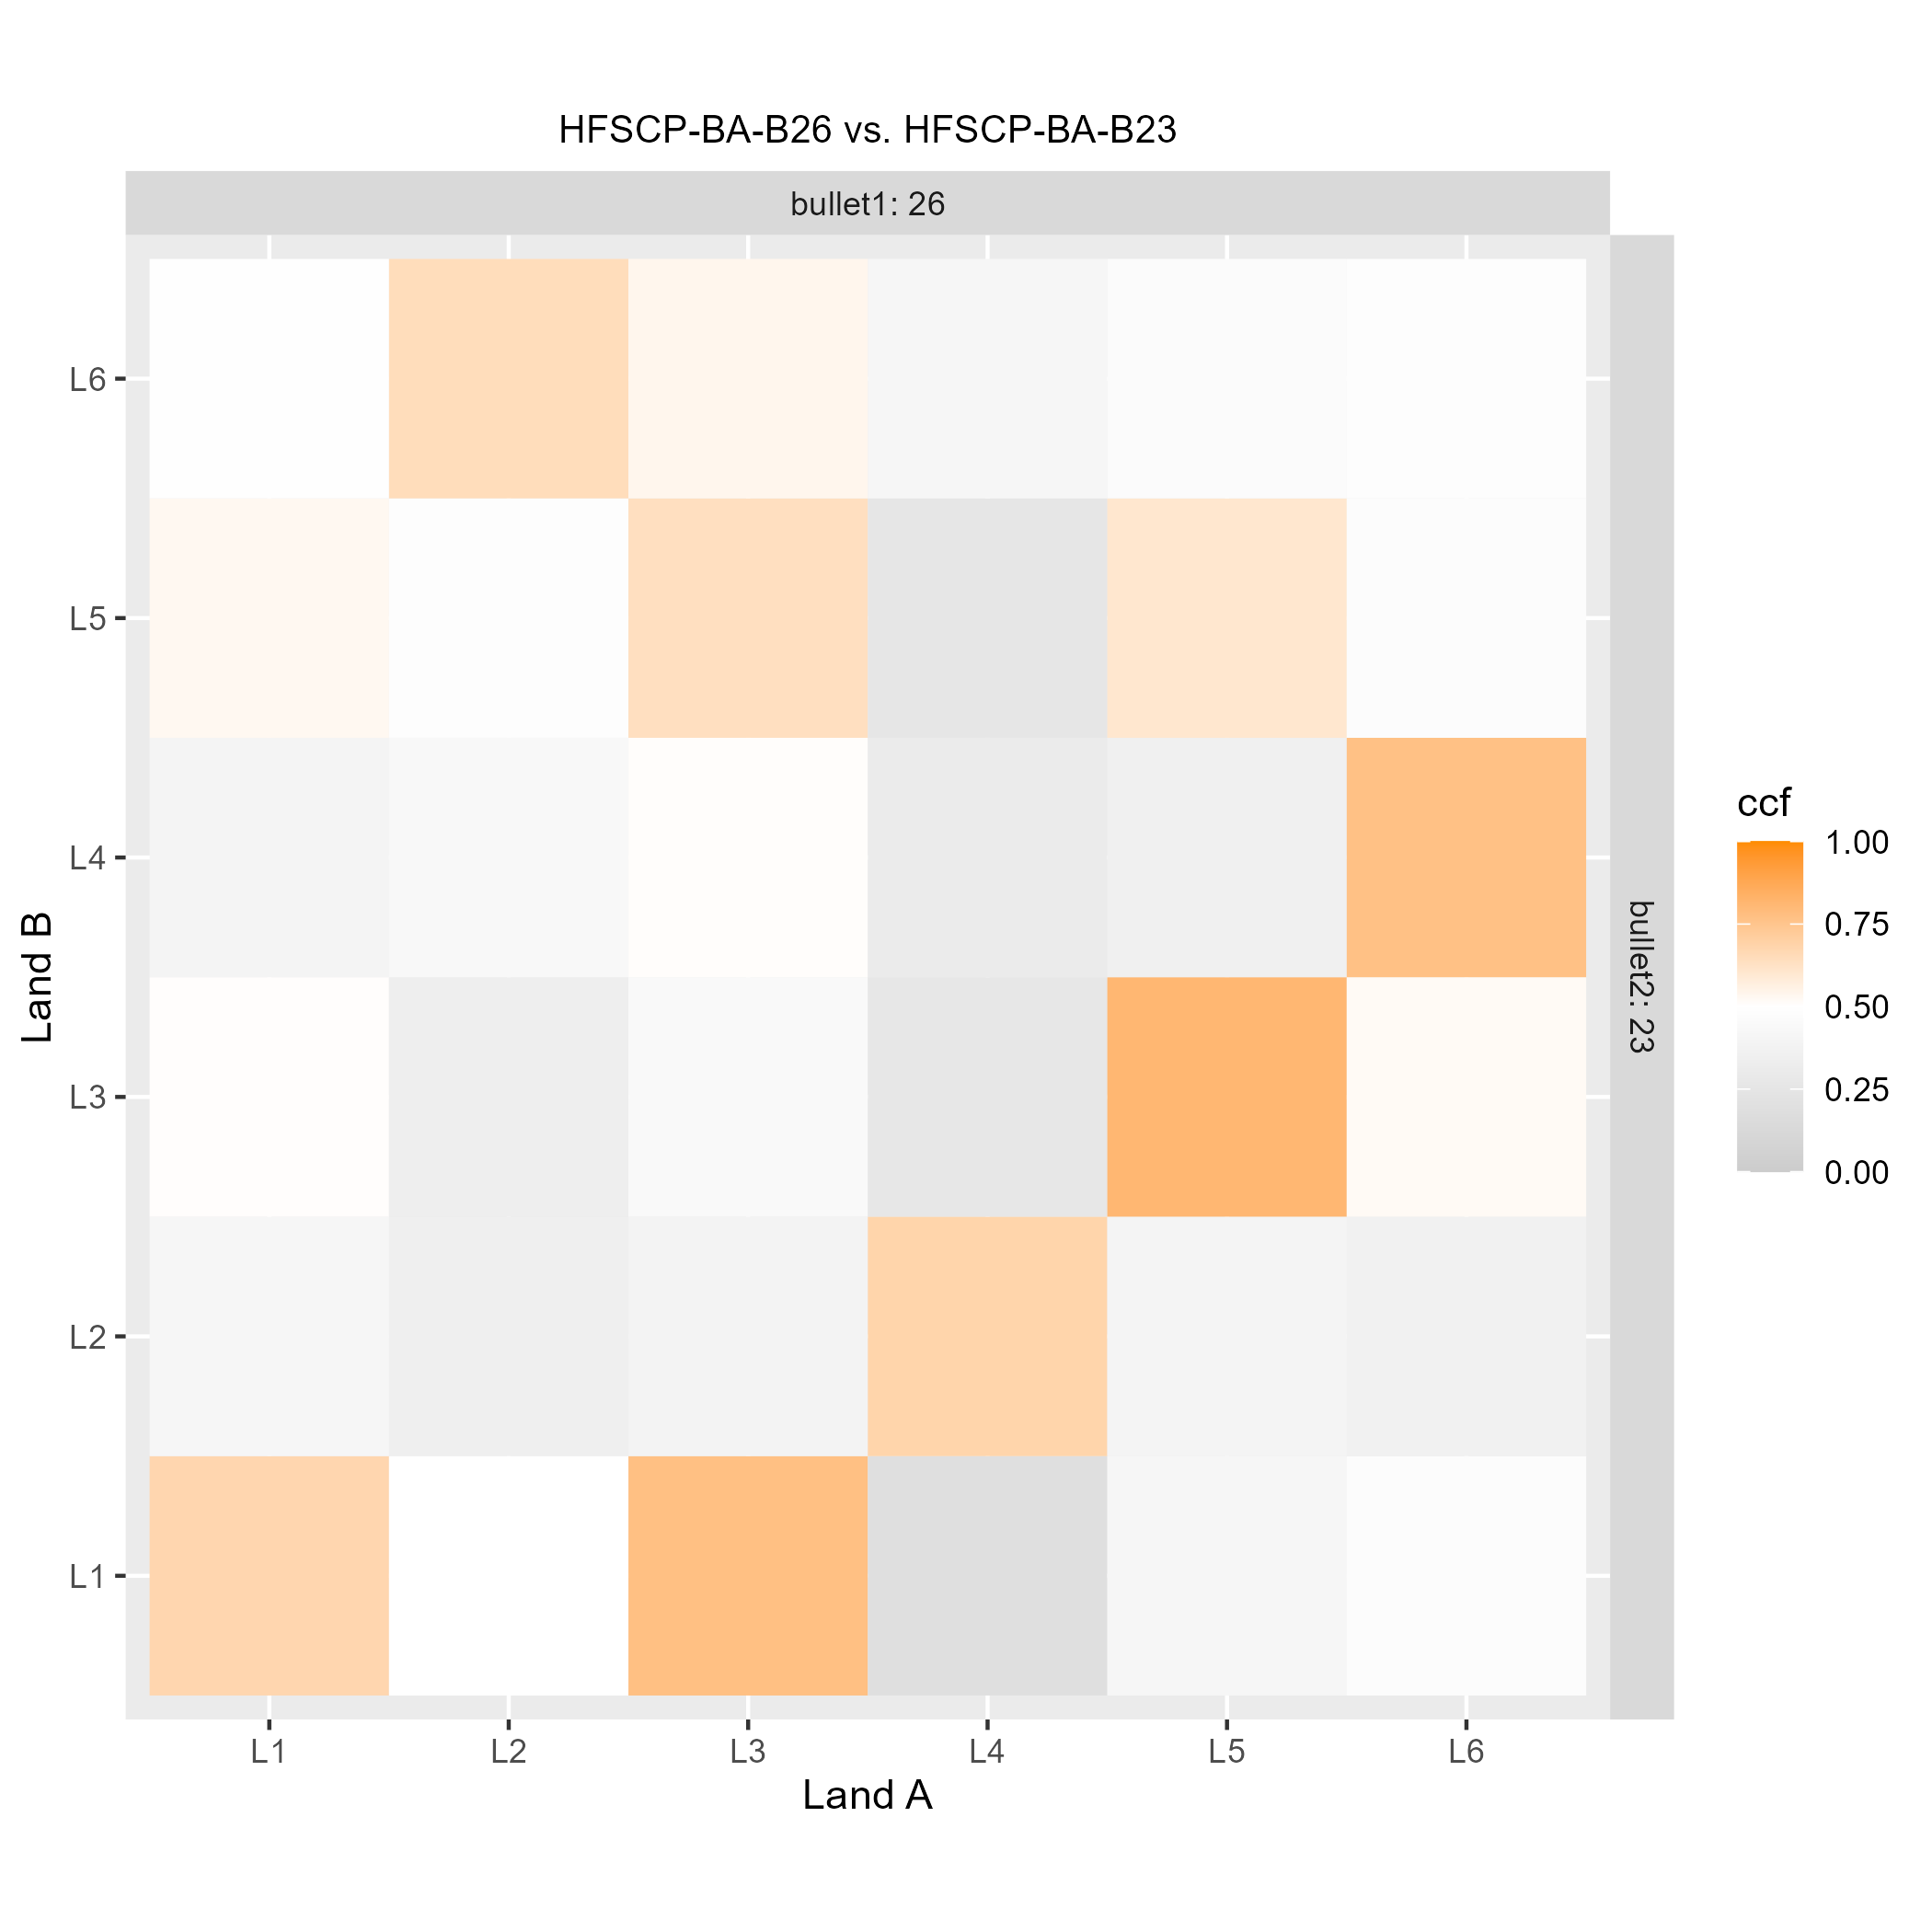 HFSCP-BA-B26 vs. HFSCP-BA-B23
bullet1: 26
L6
L5
L4
L3
L2
L1
Land B
L1 L2 L3 L4 L5 L6
Land A
bullet2: 23
ccf
1.00
0.75
0.50
0.25
0.00